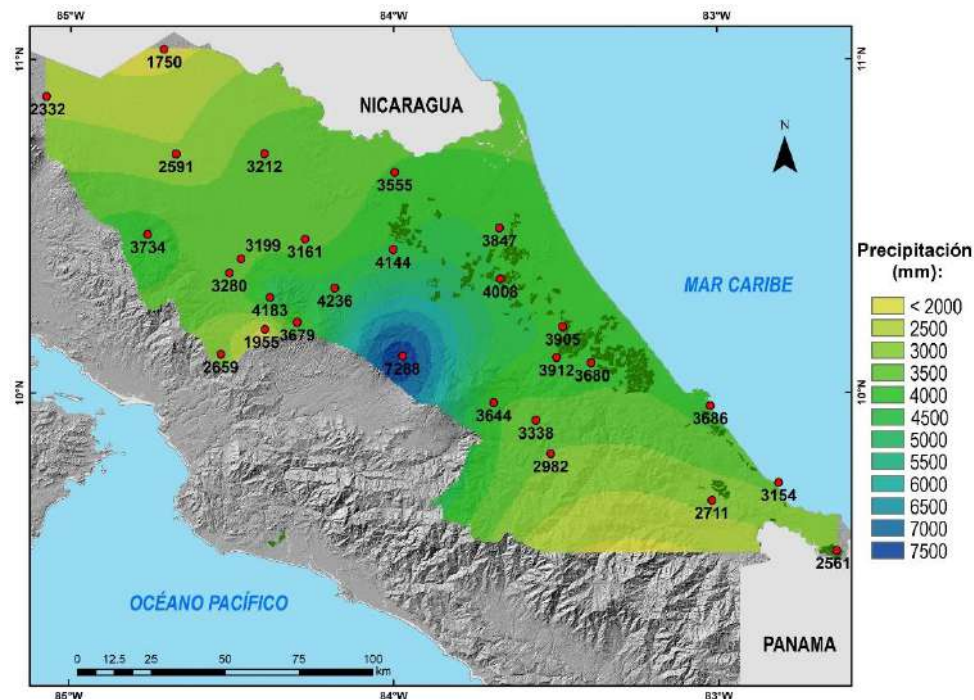 85°W
84°W
83°W
11°N
11°N
1750
NICARAGUA
2332
N
2591
3212
3555
3734
3199
3161
4144
3847
Precipitación
(mm):
3280
4183
4236
4008
MAR CARIBE
< 2000
2500
1955
3679
3905
3000
2659
7288
3912
3680
3500
10°N
10°N
4000
3644
3686
4500
3338
5000
2982
5500
3154
6000
2711
6500
7000
2561
7500
OCÉANO PACÍFICO
PANAMA
0
12.5
25
50
75
100
km
85°W
84°W
83°W